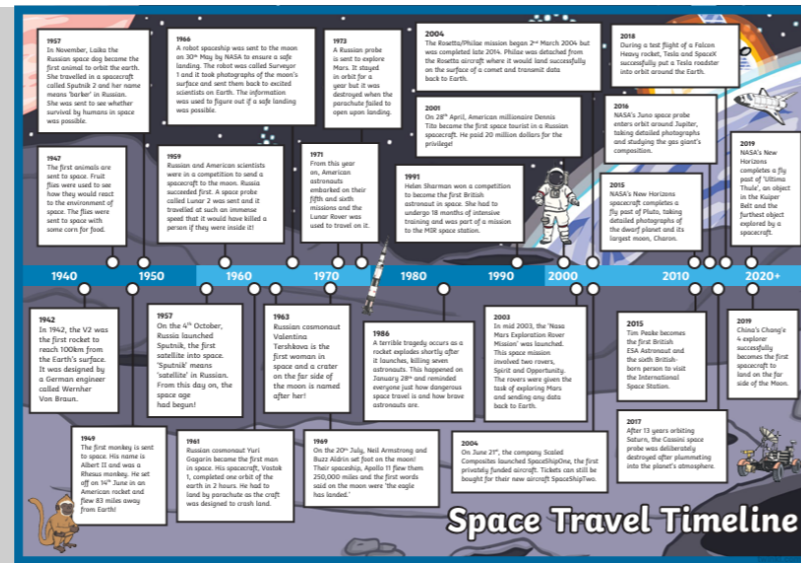 1957
In November, Laika the
Russian space dog became the
first animal to orbit the earth.
She travelled in a spacecraft
called Sputnik 2 and her name
means 'barker' in Russian.
She was sent to see whether
survival by humans in space
was possible.
1966
A robot spaceship was sent to the moon
on 30th May by NASA to ensure a safe
landing. The robot was called Surveyor
1 and it took photographs of the moon's
surface and sent them back to excited
scientists on Earth. The information
was used to figure out if a safe landing
was possible.
1973
A Russian probe
is sent to explore
Mars. It stayed
in orbit for a
year but it was
destroyed when the
parachute failed to
open upon landing.
2004
The Rosetta/Philae mission began 2nd March 2004 but
was completed late 2014. Philae was detached from
the Rosetta aircraft where it would land successfully
on the surface of a comet and transmit data
back to Earth.
2018
During a test flight of a Falcon
Heavy rocket, Tesla and SpaceX
successfully put a Tesla roadster
into orbit around the Earth.
1947
The first animals are
sent to space. Fruit
flies were used to see
how they would react
to the environment of
space. The flies were
sent to space with
some corn for food.
1959
Russian and American scientists
were in a competition to send a
spacecraft to the moon. Russia
succeeded first. A space probe
called Lunar 2 was sent and it
travelled at such an immense
speed that it would have killed a
person if they were inside it!
1971
From this year
on, American
astronauts
embarked on their
fifth and sixth
missions and the
Lunar Rover was
used to travel on it.
2001
On 28th April, American millionaire Dennis
Tito became the first space tourist in a Russian
spacecraft. He paid 20 million dollars for the
privilege!
1991
Helen Sharman won a competition
to become the first British
astronaut in space. She had to
undergo 18 months of intensive
training and was part of a mission
to the MIR space station.
2016
NASA's Juno space probe
enters orbit around Jupiter,
taking detailed photographs
and studying the gas giant's
composition.
2015
NASA's New Horizons
spacecraft completes a
fly past of Pluto, taking
detailed photographs of
the dwarf planet and its
largest moon, Charon.
2019
NASA's New
Horizons
completes a fly
past of 'Ultima
Thule', an object
in the Kuiper
Belt and the
furthest object
explored by a
spacecraft.
1940 1950 1960 1970 1980 1990 2000 2010 2020+
1942
In 1942, the V2 was
the first rocket to
reach 100km from
the Earth's surface.
It was designed by
a German engineer
called Wernher
Von Braun.
1957
On the 4th October,
Russia launched
Sputnik, the first
satellite into space.
'Sputnik' means
'satellite' in Russian.
From this day on, the
space age
had begun!
1963
Russian cosmonaut
Valentina
Tershkova is the
first woman in
space and a crater
on the far side of
the moon is named
after her!
1986
A terrible tragedy occurs as a
rocket explodes shortly after
it launches, killing seven
astronauts. This happened on
January 28th and reminded
everyone just how dangerous
space travel is and how brave
astronauts are.
2003
In mid 2003, the 'Nasa
Mars Exploration Rover
Mission' was launched.
This space mission
involved two rovers,
Spirit and Opportunity.
The rovers were given the
task of exploring Mars
and sending any data
back to Earth.
2015
Tim Peake becomes
the first British
ESA Astronaut and
the sixth British-
born person to visit
the International
Space Station.
2019
China's Chang'e
4 explorer
successfully
becomes the first
spacecraft to
land on the far
side of the Moon.
1949
The first monkey is sent
to space. His name is
Albert II and was a
Rhesus monkey. He set
off on 14th June in an
American rocket and
flew 83 miles away
from Earth!
1961
Russian cosmonaut Yuri
Gagarin became the first man
in space. His spacecraft, Vostok
1, completed one orbit of the
earth in 2 hours. He had to
land by parachute as the craft
was designed to crash land.
1969
On the 20th July, Neil Armstrong and
Buzz Aldrin set foot on the moon!
Their spaceship, Apollo 11 flew them
250,000 miles and the first words
said on the moon were 'the eagle
has landed.'
2004
On June 21st, the company Scaled
Composites launched SpaceShipOne, the first
privately funded aircraft. Tickets can still be
bought for their new aircraft SpaceShipTwo.
2017
After 13 years orbiting
Saturn, the Cassini space
probe was deliberately
destroyed after plummeting
into the planet's atmosphere.
Space Travel Timeline